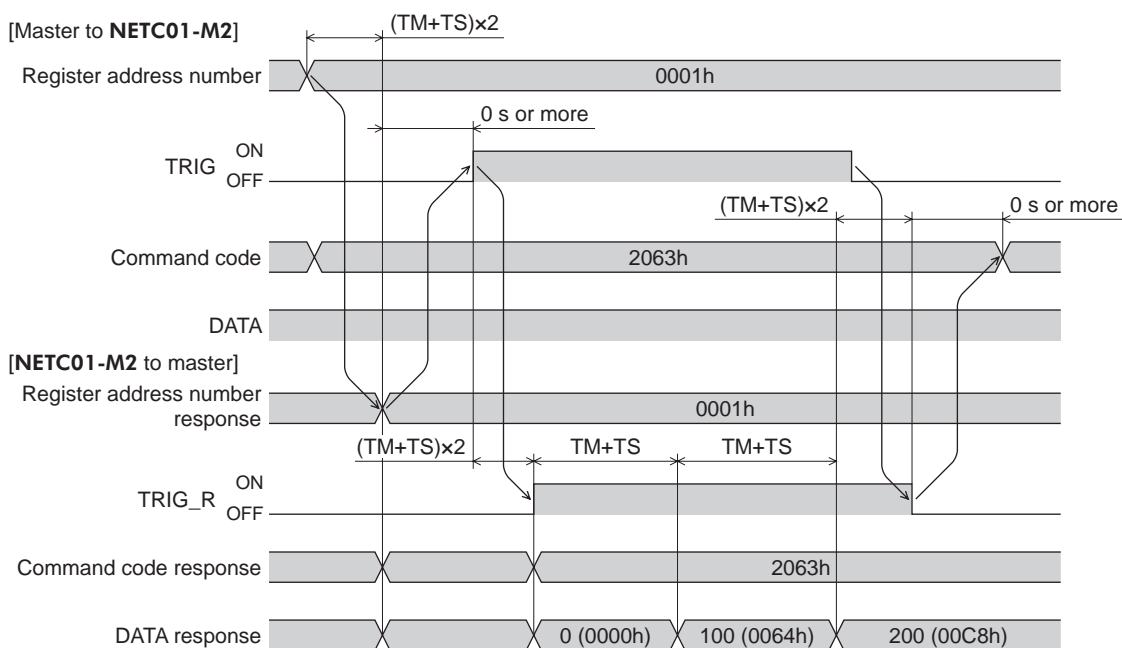 [Master to NETC01-M2]
(TM+TS)×2
Register address number
0001h
0 s or more
TRIG
ON
OFF
(TM+TS)×2
0 s or more
Command code
2063h
DATA
[NETC01-M2 to master]
Register address number
response
0001h
(TM+TS)×2
TM+TS
TM+TS
TRIG_R
ON
OFF
Command code response
2063h
DATA response
0 (0000h)
100 (0064h)
200 (00C8h)